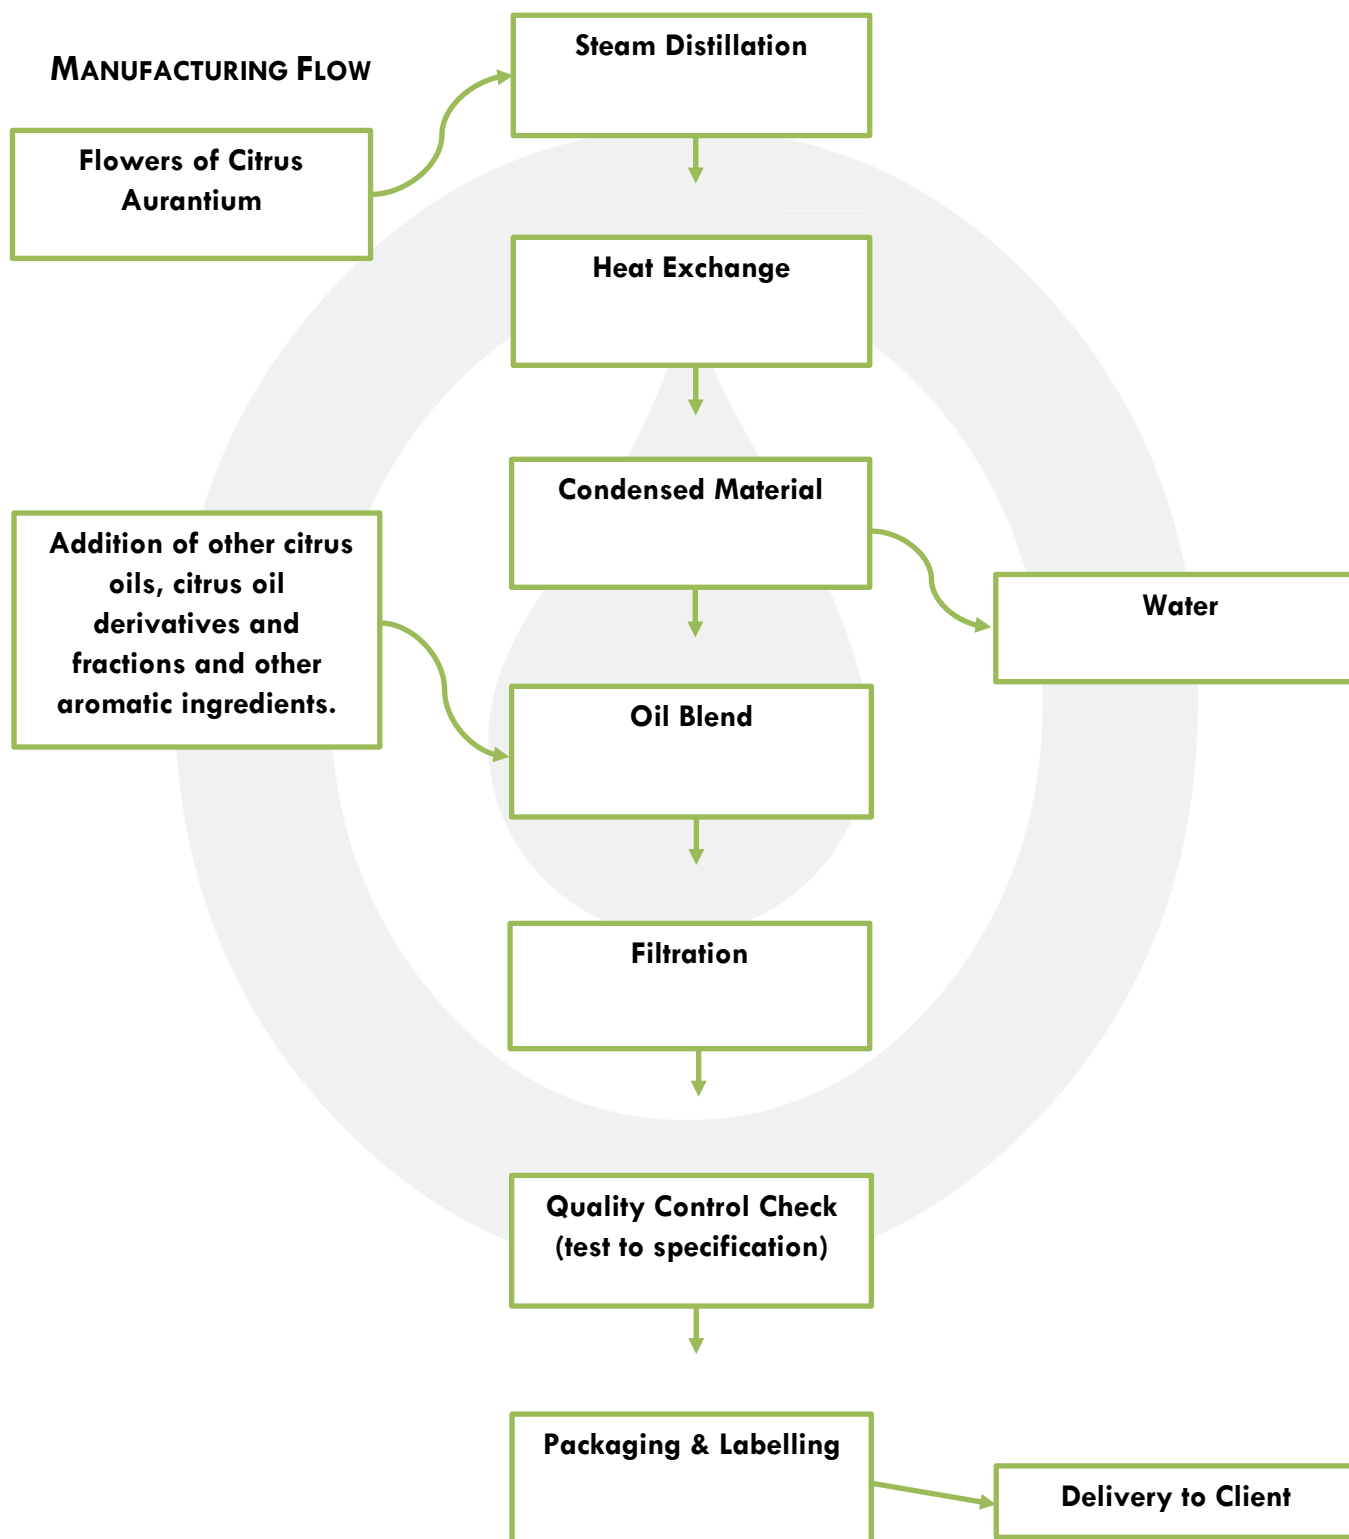 MANUFACTURING FLOW
Steam Distillation
Flowers of Citrus
Aurantium
Heat Exchange
Condensed Material
Addition of other citrus
oils, citrus oil
derivatives and
fractions and other
aromatic ingredients.
Water
Oil Blend
Filtration
Quality Control Check
(test to specification)
Packaging & Labelling
Delivery to Client